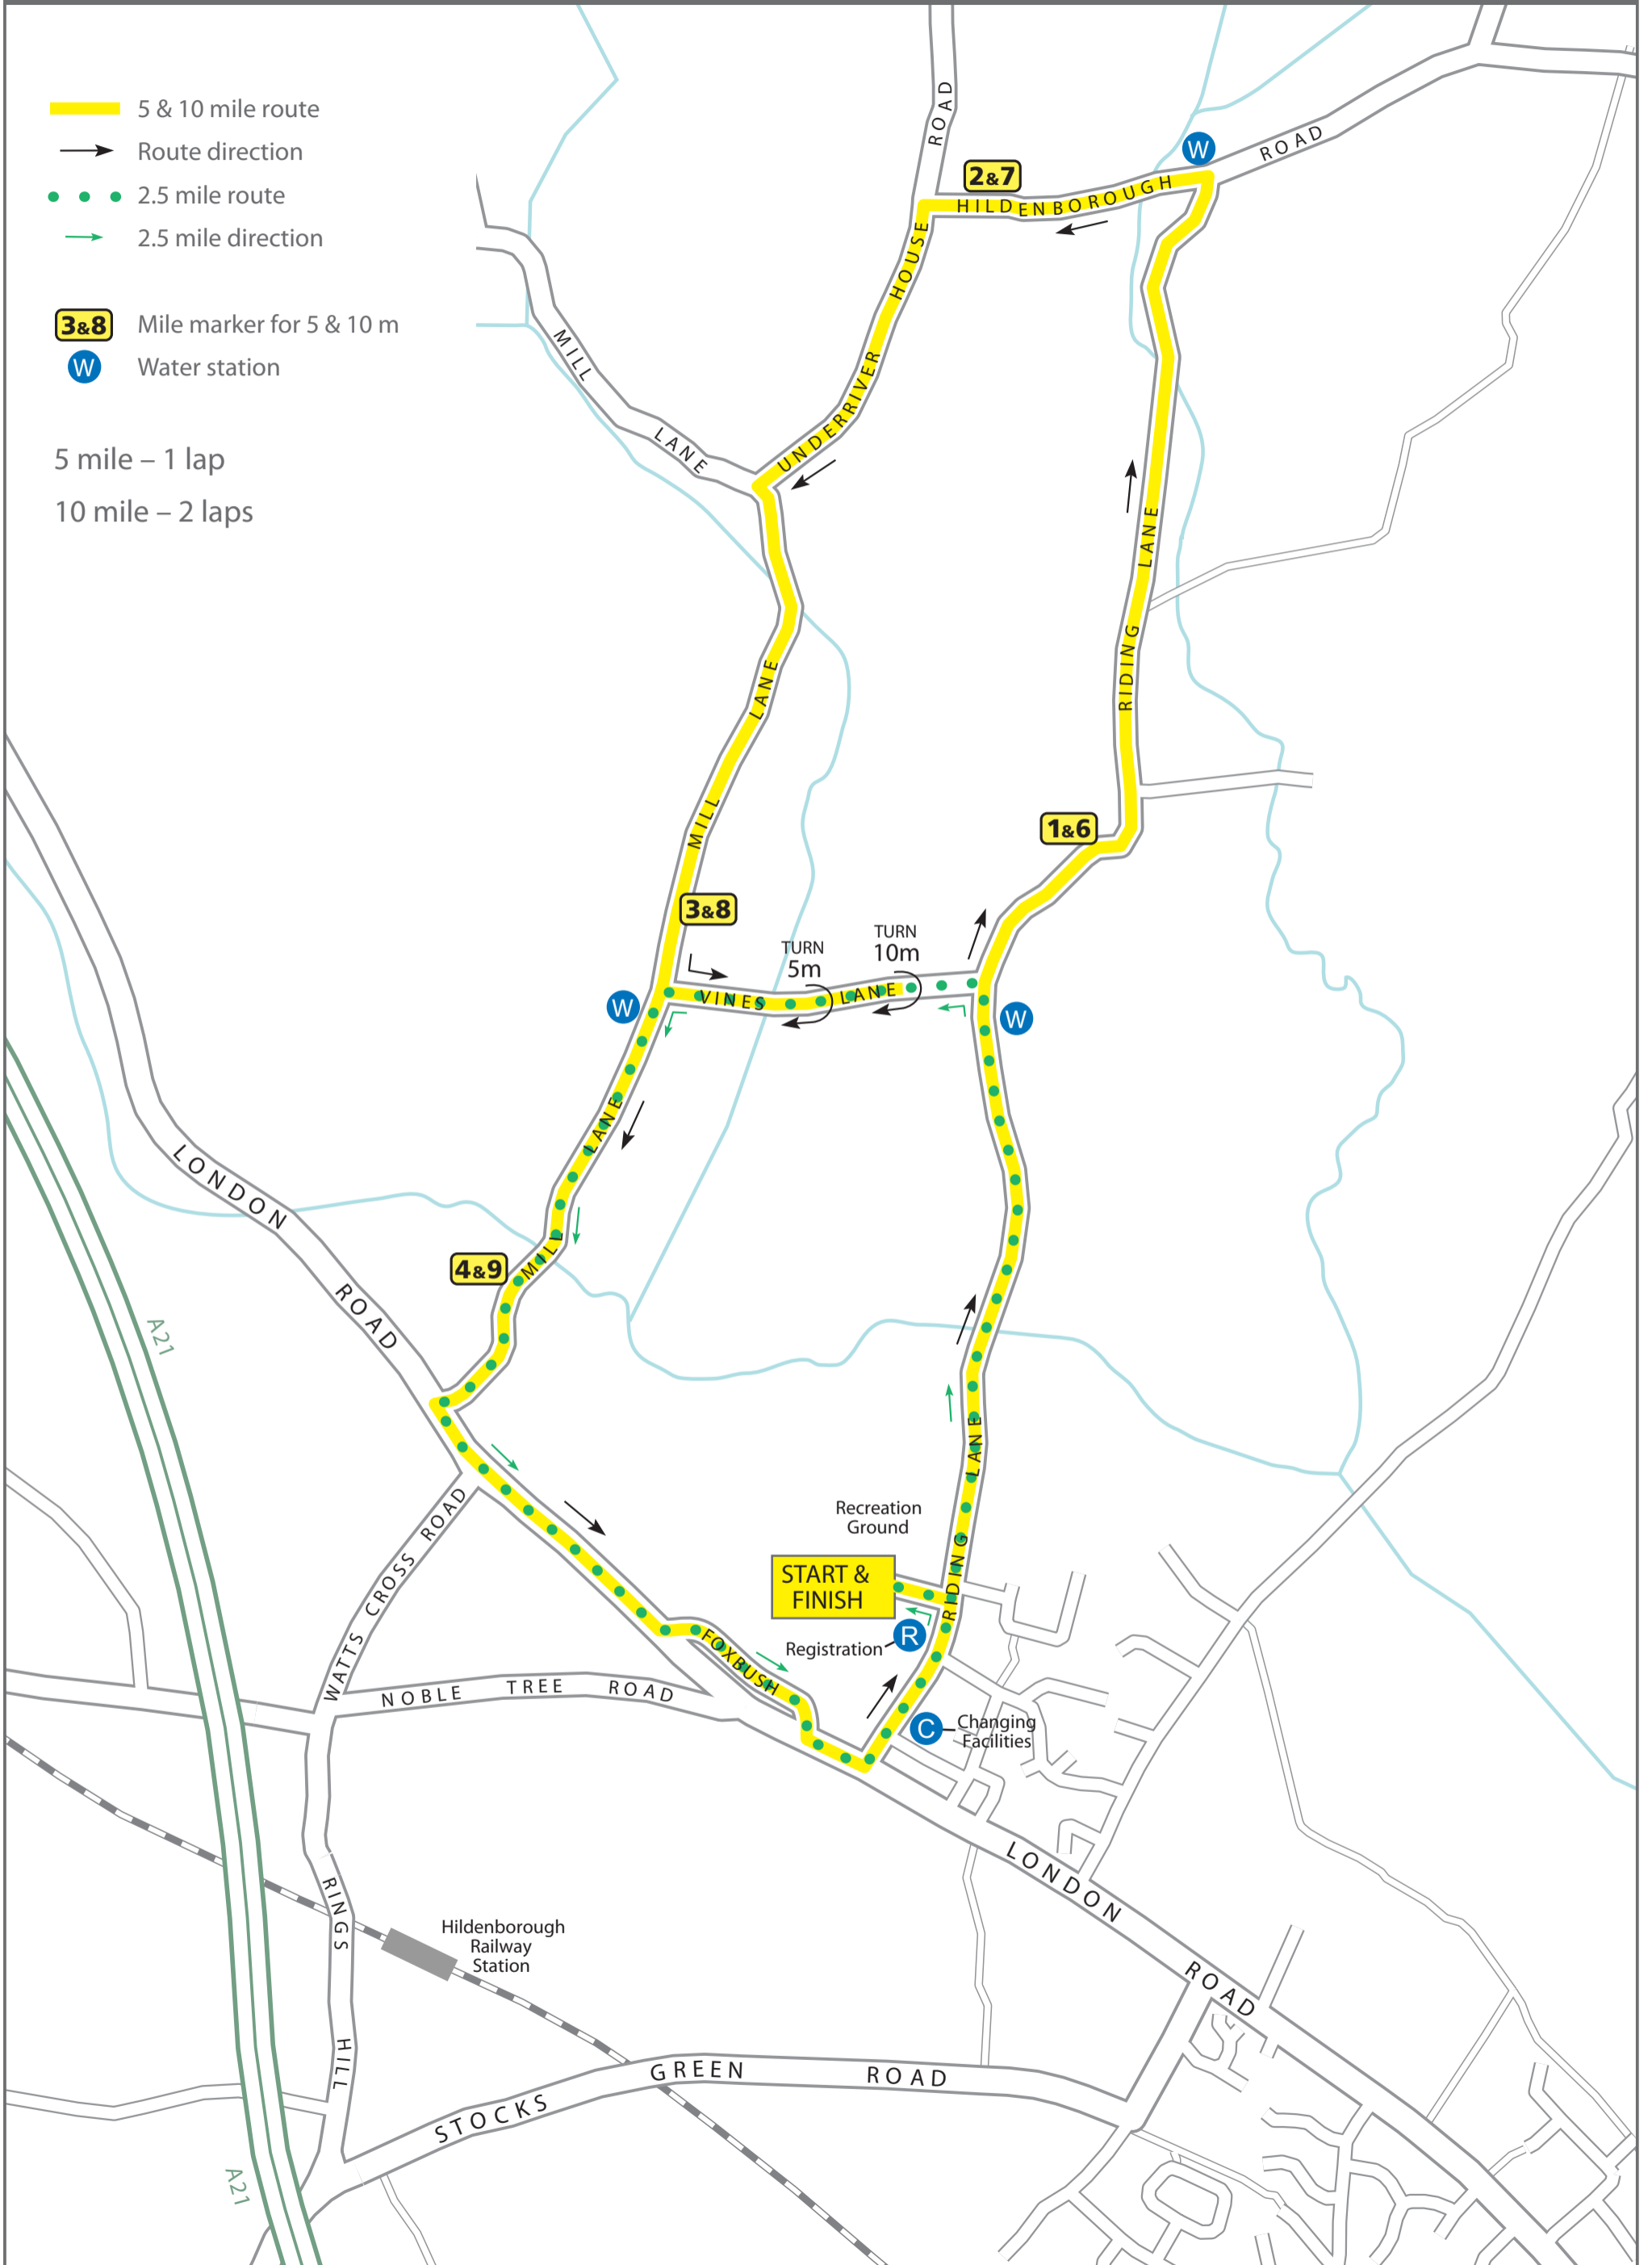 5 & 10 mile route
Route direction
2.5 mile route
2.5 mile direction
3&8 Mile marker for 5 & 10 m
W Water station
5 mile – 1 lap
10 mile – 2 laps
ROAD
W
ROAD
2&7
HILDENBOROUGH
UNDERRIVER HOUSE
MILL LANE
RIDING LANE
MILL LANE
1&6
3&8
TURN
10m
TURN
5m
VINES LANE
W
W
MILL LANE
LONDON ROAD
4&9
A21
RIDING LANE
Recreation
Ground
START &
FINISH
R
Registration
FOXBUSH
WATTS CROSS ROAD
NOBLE TREE ROAD
C
Changing
Facilities
LONDON ROAD
RINGS HILL
Hildenborough
Railway
Station
STOCKS GREEN ROAD
A21